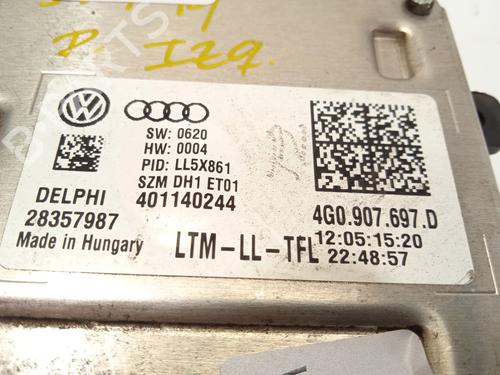 IZQ.
SW: 0620
HW: 0004
PID: LL5X861
SZM DH1 ET01
DELPHI
401140244
28357987
4G0.907.697.D
Made in Hungary
LTM-LL-TFL
12:05:15:20
22:48:57